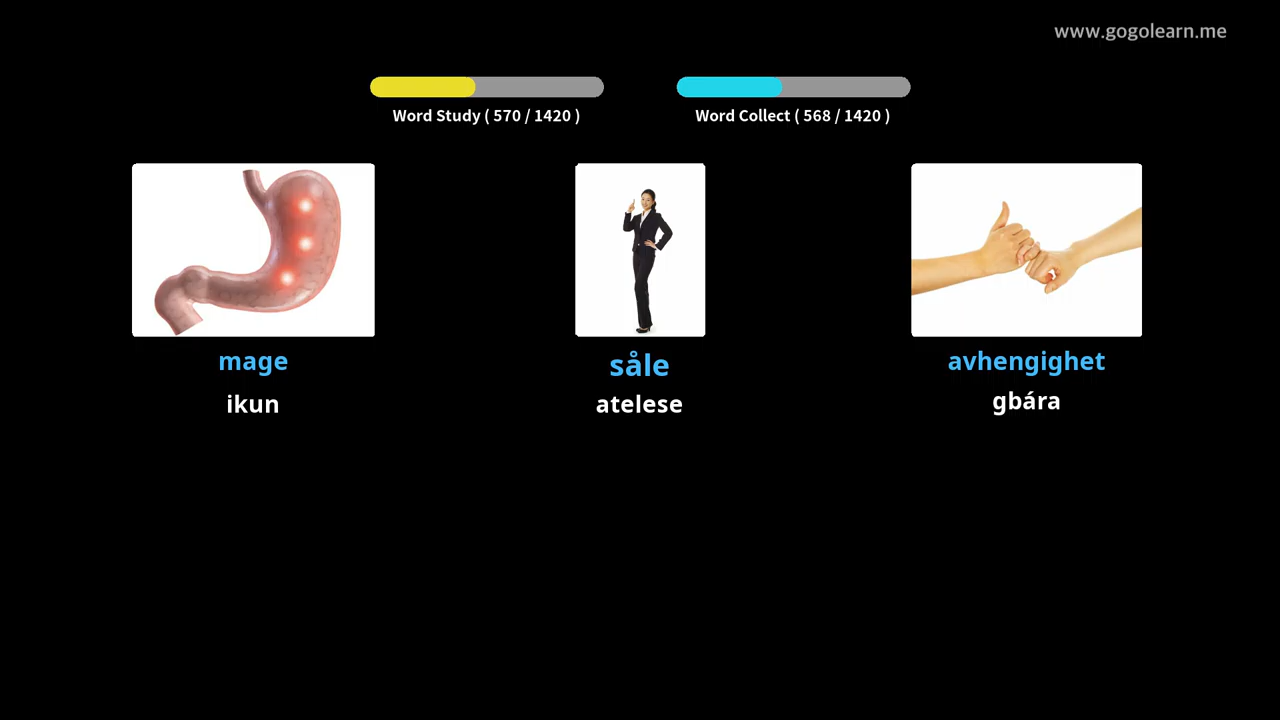 www.gogolearn.me
Word Study ( 570 / 1420 )
Word Collect ( 568 / 1420 )
mage
såle
avhengighet
ikun
atelese
gbára